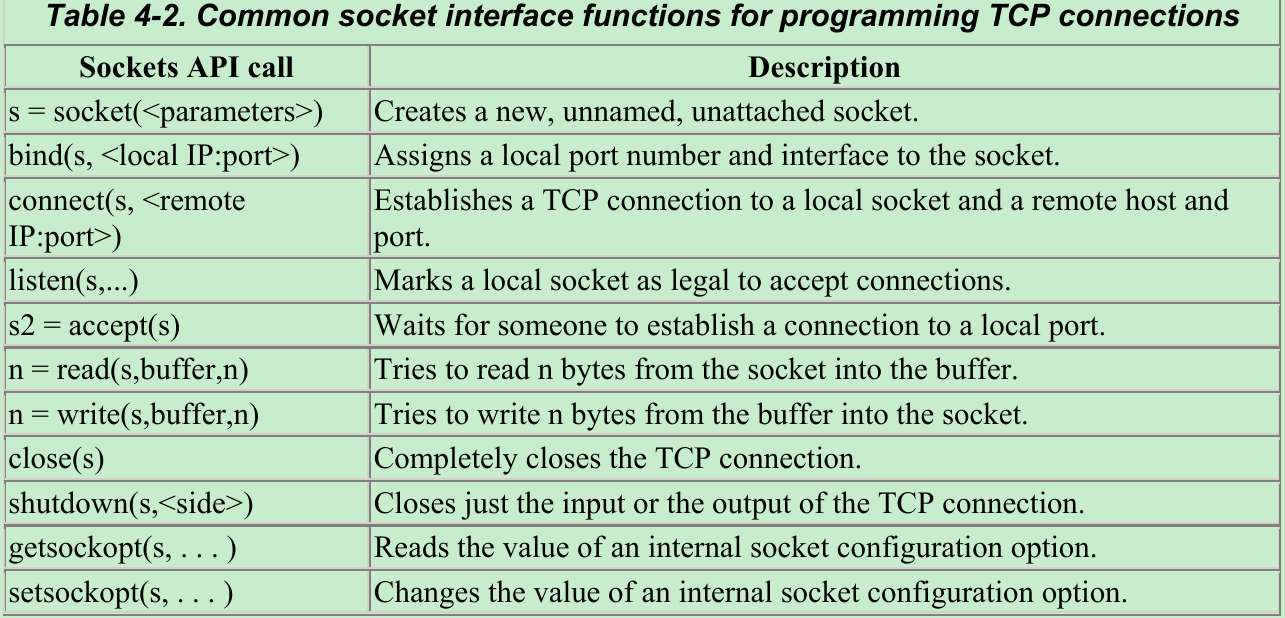 Table 4-2. Common socket interface functions for programming TCP connections
Sockets API call Description
s = socket(<parameters>) Creates a new, unnamed, unattached socket.
bind(s, <local IP:port>) Assigns a local port number and interface to the socket.
connect(s, <remote Establishes a TCP connection to a local socket and a remote host and
IP:port>) port.
listen(s,...) Marks a local socket as legal to accept connections.
s2 = accept(s) Waits for someone to establish a connection to a local port.
n = read(s,buffer,n) Tries to read n bytes from the socket into the buffer.
n = write(s,buffer,n) Tries to write n bytes from the buffer into the socket.
close(s) Completely closes the TCP connection.
shutdown(s,<side>) Closes just the input or the output of the TCP connection.
getsockopt(s, . . . ) Reads the value of an internal socket configuration option.
setsockopt(s, . . . ) Changes the value of an internal socket configuration option.